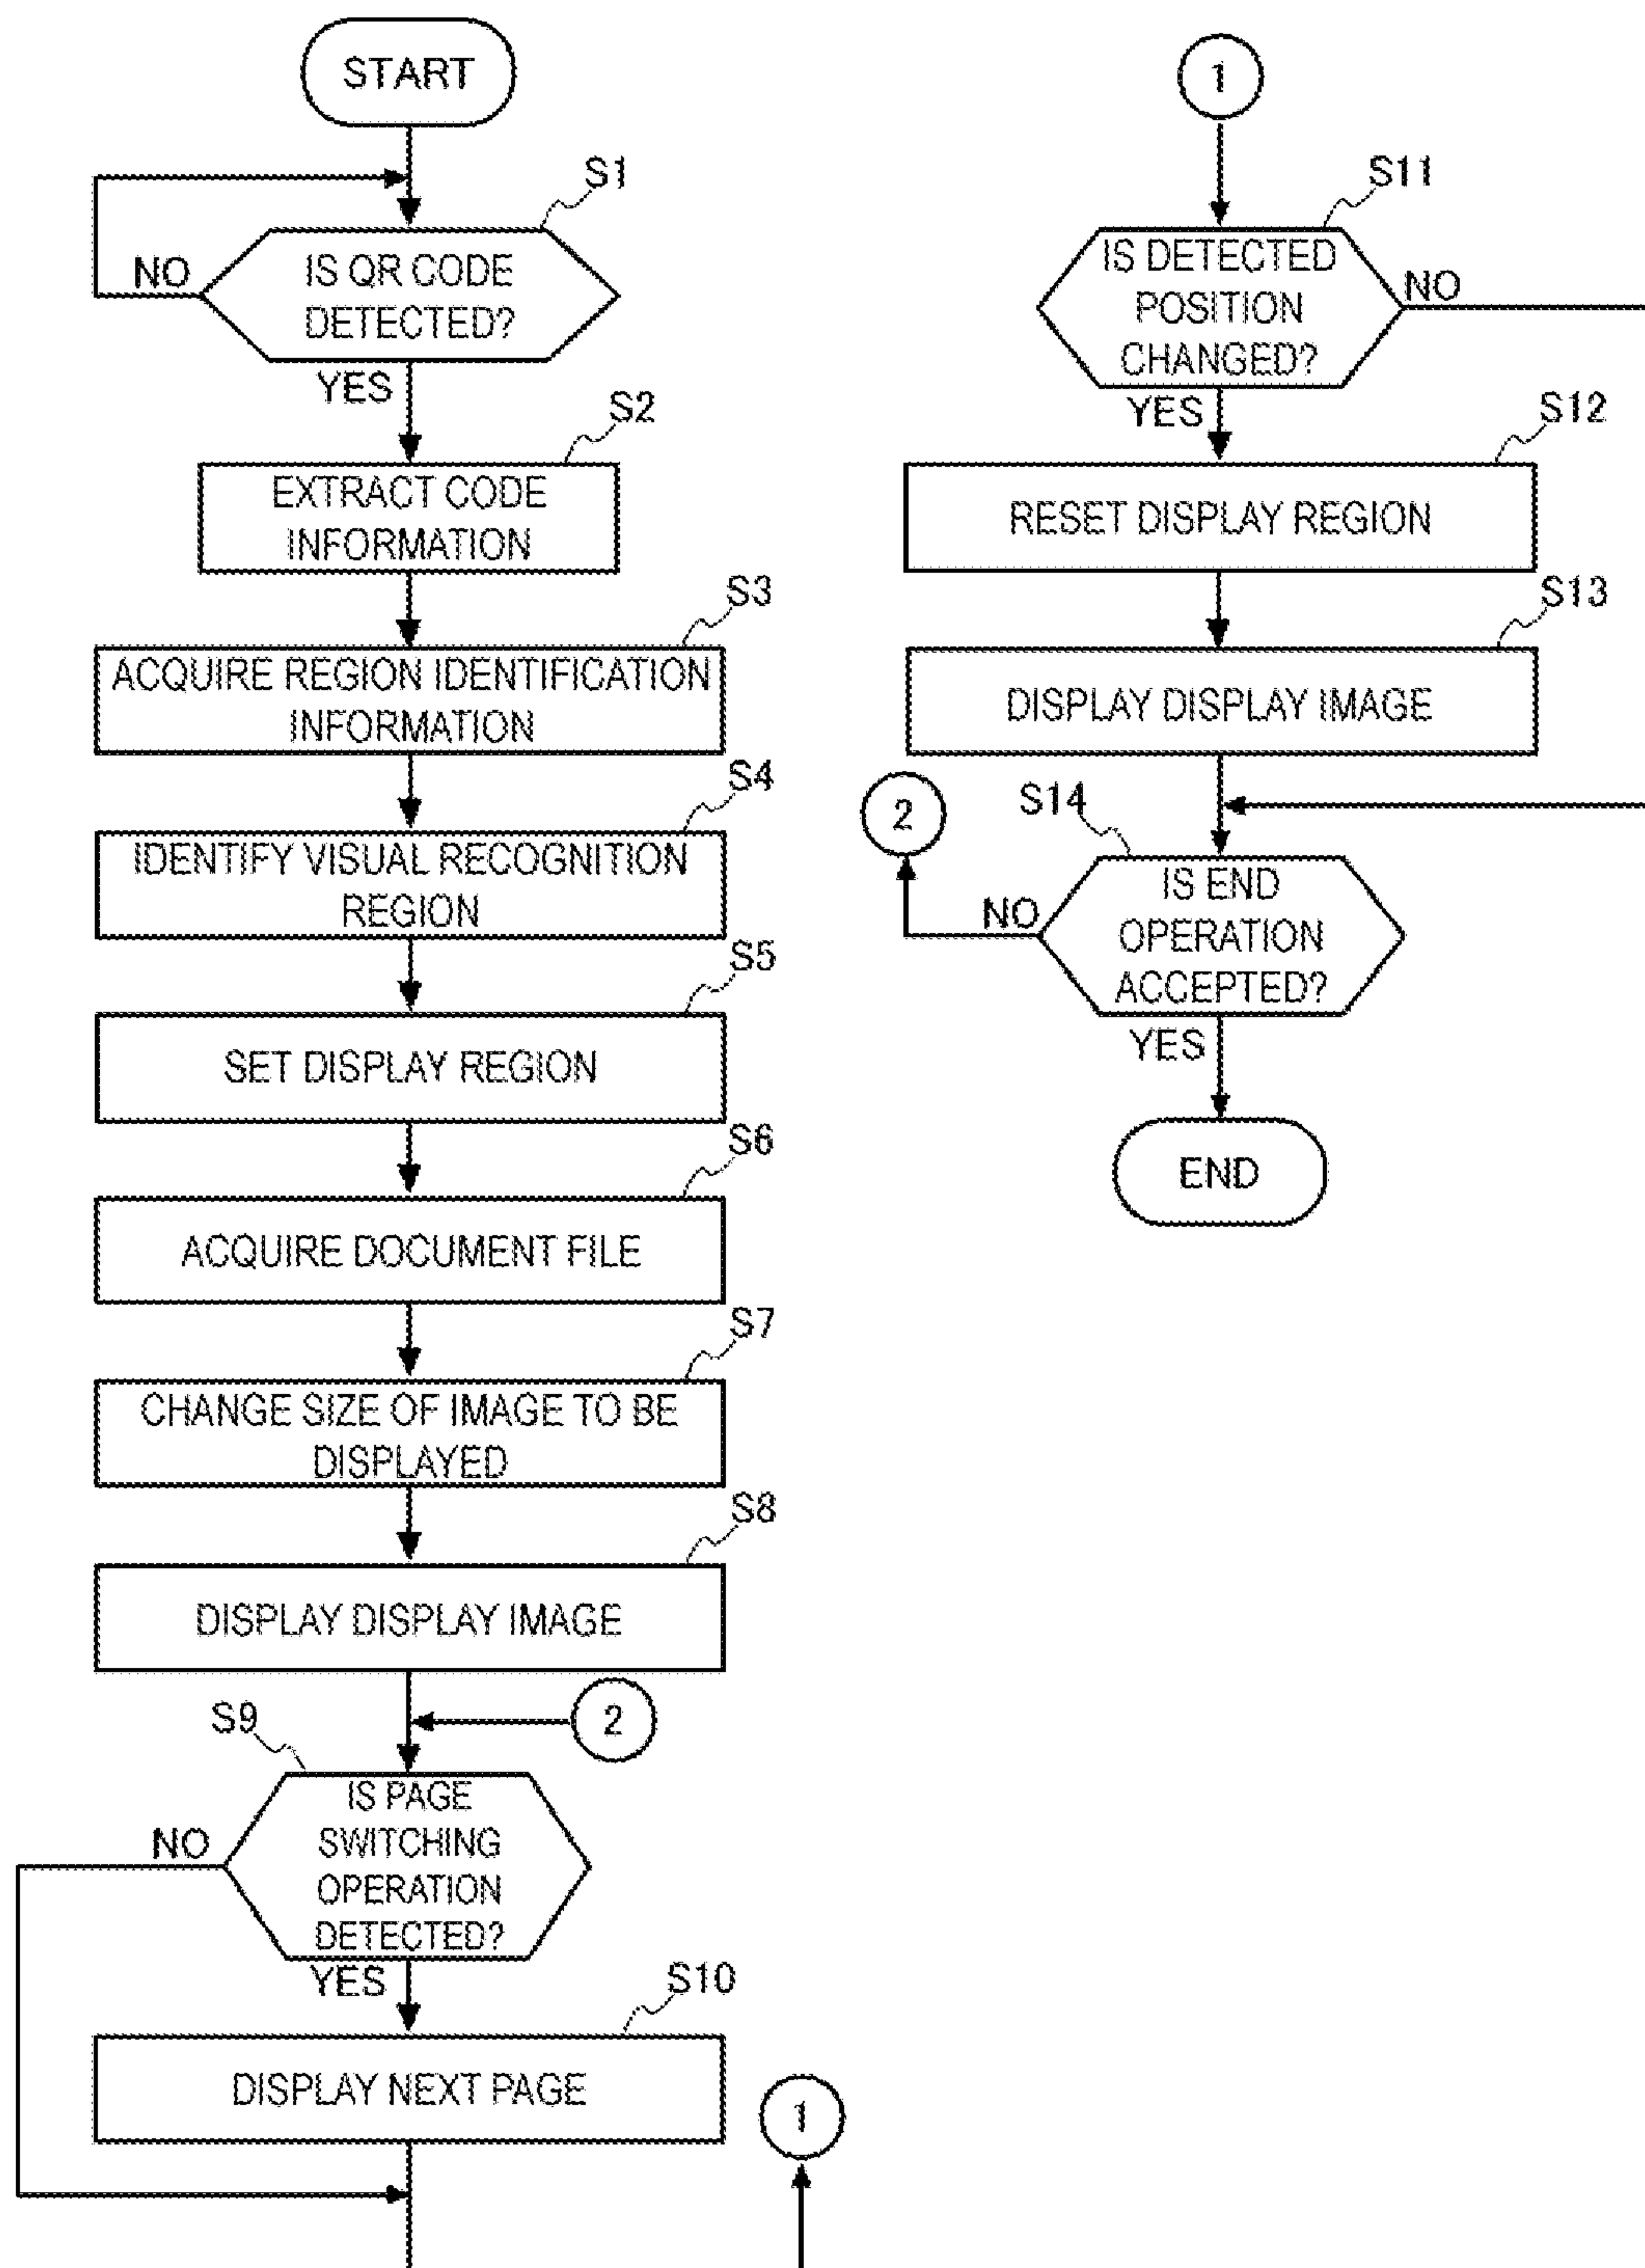 START
S1
IS QR CODE
DETECTED?
NO
YES
S2
EXTRACT CODE
INFORMATION
S3
ACQUIRE REGION IDENTIFICATION
INFORMATION
S4
IDENTIFY VISUAL RECOGNITION
REGION
S5
SET DISPLAY REGION
S6
ACQUIRE DOCUMENT FILE
S7
CHANGE SIZE OF IMAGE TO BE
DISPLAYED
S8
DISPLAY DISPLAY IMAGE
2
S9
IS PAGE
SWITCHING
OPERATION
DETECTED?
NO
YES
S10
DISPLAY NEXT PAGE
1
1
S11
IS DETECTED
POSITION
CHANGED?
NO
YES
S12
RESET DISPLAY REGION
S13
DISPLAY DISPLAY IMAGE
2
S14
IS END
OPERATION
ACCEPTED?
NO
YES
END